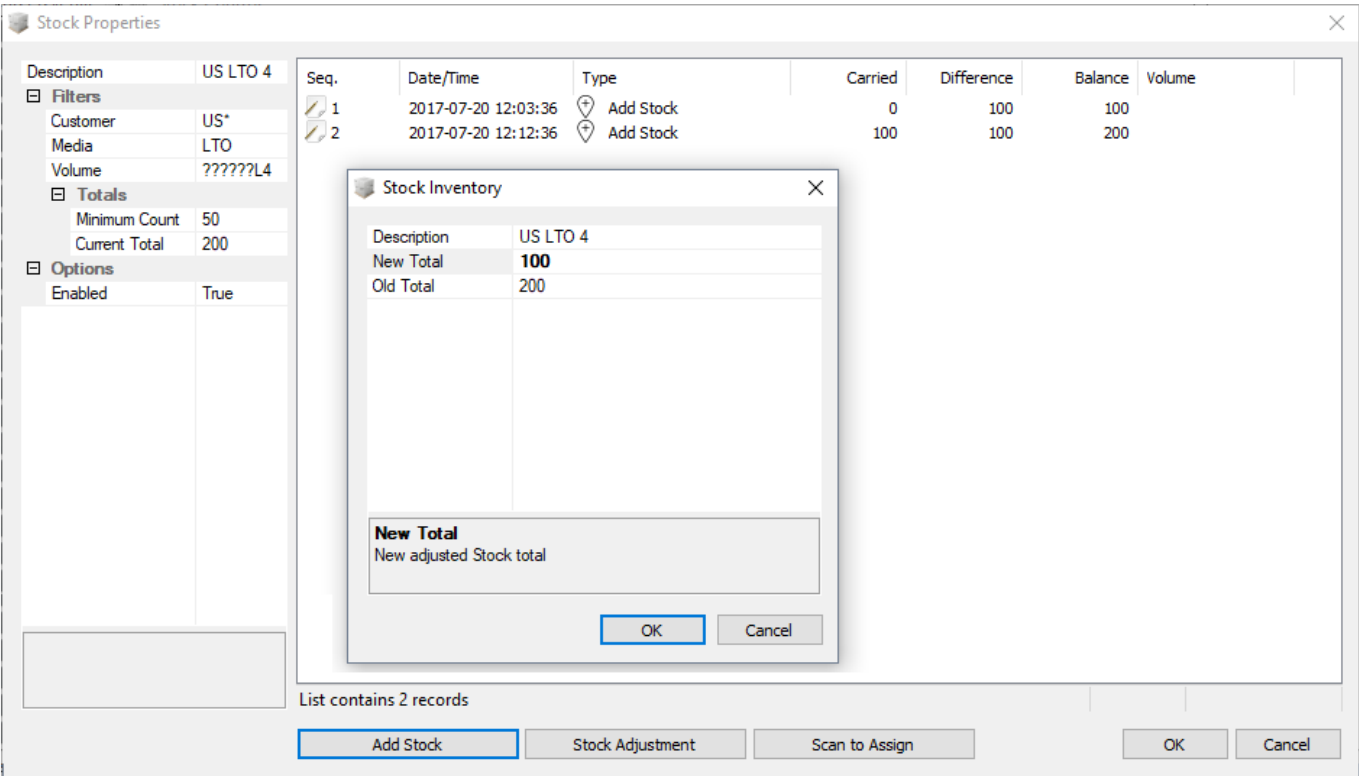 Stock Properties
Description US LTO 4
Filters
Customer US*
Media LTO
Volume ??????L4
Totals
Minimum Count 50
Current Total 200
Options
Enabled True
Seq. Date/Time Type Carried Difference Balance Volume
1 2017-07-20 12:03:36 Add Stock 0 100 100
2 2017-07-20 12:12:36 Add Stock 100 100 200
Stock Inventory
Description US LTO 4
New Total 100
Old Total 200
New Total
New adjusted Stock total
OK Cancel
List contains 2 records
Add Stock Stock Adjustment Scan to Assign OK Cancel